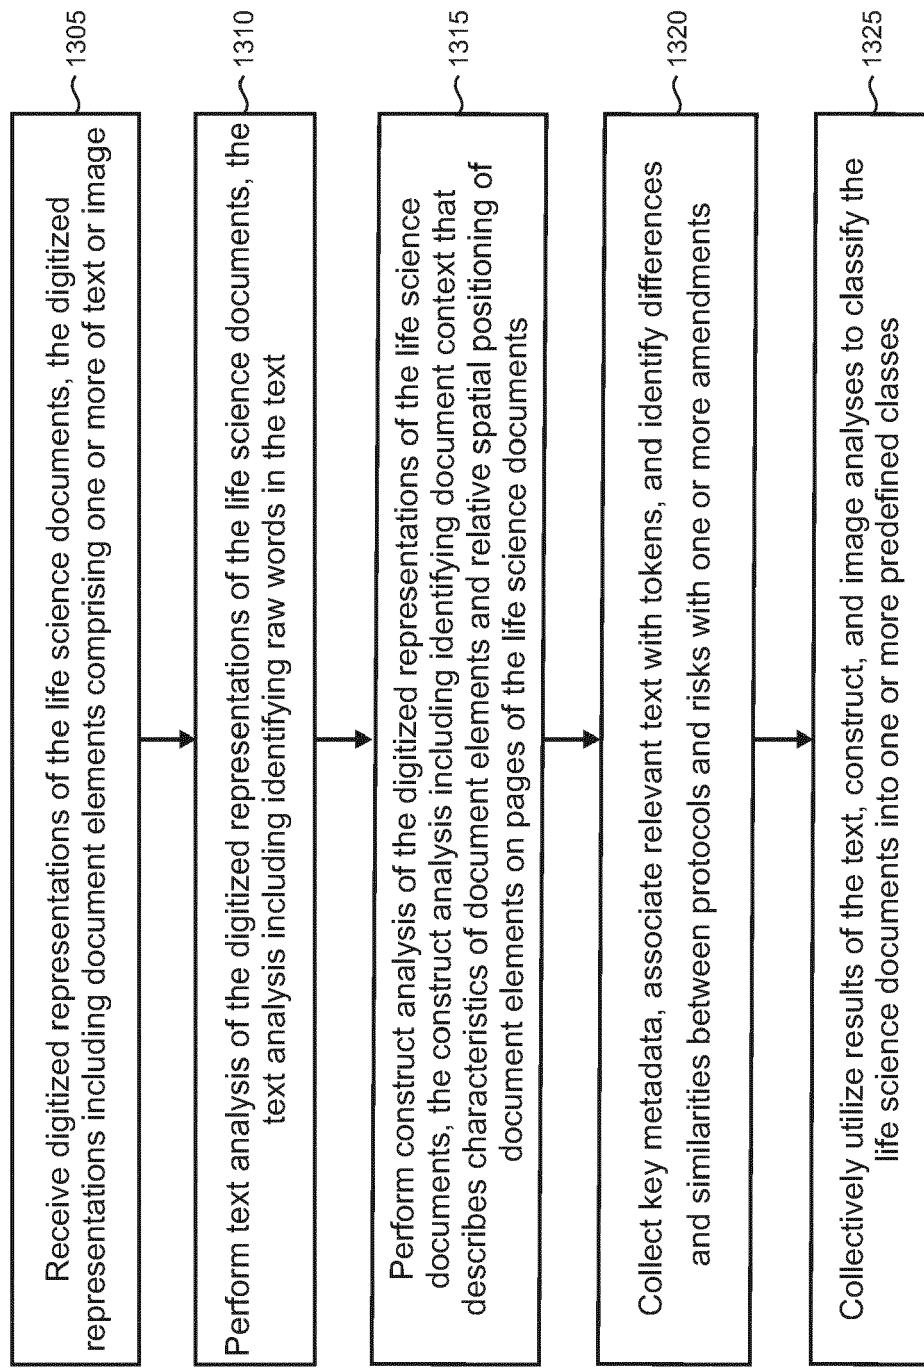 Receive digitized representations of the life science documents, the digitized
representations including document elements comprising one or more of text or image
1305
Perform text analysis of the digitized representations of the life science documents, the
text analysis including identifying raw words in the text
1310
Perform construct analysis of the digitized representations of the life science
documents, the construct analysis including identifying document context that
describes characteristics of document elements and relative spatial positioning of
document elements on pages of the life science documents
1315
Collect key metadata, associate relevant text with tokens, and identify differences
and similarities between protocols and risks with one or more amendments
1320
Collectively utilize results of the text, construct, and image analyses to classify the
life science documents into one or more predefined classes
1325